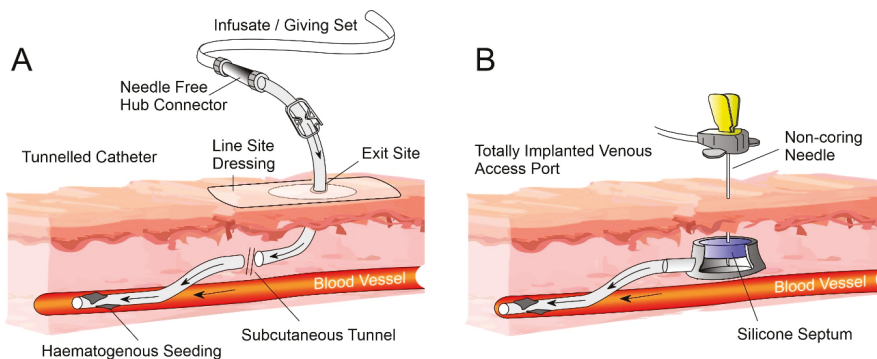 A
Infusate / Giving Set
Needle Free
Hub Connector
Line Site
Dressing
Exit Site
Tunnelled Catheter
Blood Vessel
Subcutaneous Tunnel
Haematogenous Seeding
B
Non-coring
Needle
Totally Implanted Venous
Access Port
Blood Vessel
Silicone Septum